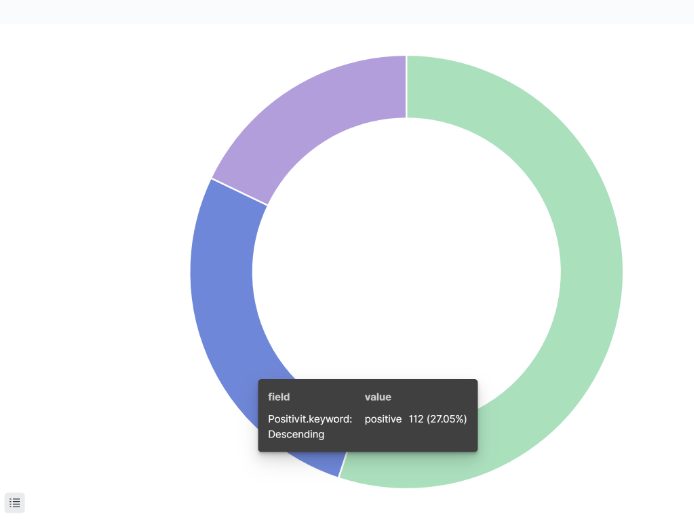 field value
Positivit.keyword: positive 112 (27.05%)
Descending